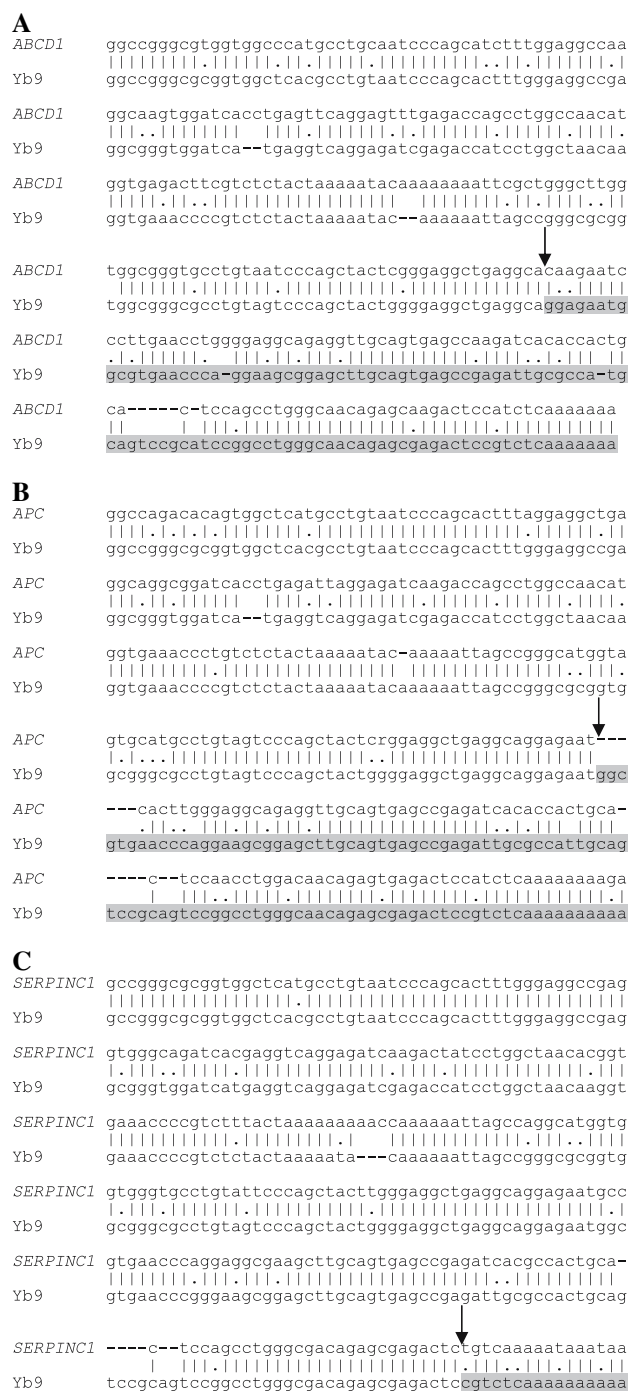 A
ABCD1 ggccgggcgtggtggcccatgcctgcaatcccagcatctttggaggccaa
Yb9 ggccgggcgcggtggctcacgcctgtaatcccagcactttgggaggccga
ABCD1 ggcaagtggatcacctgagttcaggagtttgagaccagcctggccaacat
Yb9 ggcgggtggatca--tgaggtcaggagatcgagaccatcctggctaacaa
ABCD1 ggtgagacttcgtctctactaaaaatacaaaaaaaattcgctgggcttgg
Yb9 ggtgaaaccccgtctctactaaaaatac--aaaaaattagccgggcgcgg
ABCD1 tggcgggtgcctgtaatcccagctactcgggaggctgaggcacaagaatc
Yb9 tggcgggcgcctgtagtcccagctactggggaggctgaggcaggagaatg
ABCD1 ccttgaacctggggaggcagaggttgcagtgagccaagatcacaccactg
Yb9 gcgtgaaccca-ggaagcggagcttgcagtgagccgagattgcgcca-tg
ABCD1 ca-----c-tccagcctgggcaacagagcaagactccatctcaaaaaaa
Yb9 cagtccgcatccggcctgggcaacagagcgagactccgtctcaaaaaaa
B
APC ggccagacacagtggctcatgcctgtaatcccagcactttaggaggctga
Yb9 ggccgggcgcggtggctcacgcctgtaatcccagcactttgggaggccga
APC ggcaggcggatcacctgagattaggagatcaagaccagcctggccaacat
Yb9 ggcgggtggatca--tgaggtcaggagatcgagaccatcctggctaacaa
APC ggtgaaaccctgtctctactaaaaatac-aaaaattagccgggcatggta
Yb9 ggtgaaaccccgtctctactaaaaatacaaaaaattagccgggcgcggtg
APC gtgcatgcctgtagtcccagctactcrggaggctgaggcaggagaat---
Yb9 gcgggcgcctgtagtcccagctactggggaggctgaggcaggagaatggc
APC ---cacttgggaggcagaggttgcagtgagccgagatcacaccactgca-
Yb9 gtgaacccaggaagcggagcttgcagtgagccgagattgcgccattgcag
APC ----c--tccaacctggacaacagagtgagactccatctcaaaaaaaaga
Yb9 tccgcagtccggcctgggcaacagagcgagactccgtctcaaaaaaaaaa
C
SERPINC1 gccgggcgcggtggctcatgcctgtaatcccagcactttgggaggccgag
Yb9 gccgggcgcggtggctcacgcctgtaatcccagcactttgggaggccgag
SERPINC1 gtgggcagatcacgaggtcaggagatcaagactatcctggctaacacggt
Yb9 gcgggtggatcatgaggtcaggagatcgagaccatcctggctaacaaggt
SERPINC1 gaaaccccgtctttactaaaaaaaaaccaaaaaattagccaggcatggtg
Yb9 gaaaccccgtctctactaaaaata---caaaaaattagccgggcgcggtg
SERPINC1 gtgggtgcctgtattcccagctacttgggaggctgaggcaggagaatgcc
Yb9 gcgggcgcctgtagtcccagctactggggaggctgaggcaggagaatggc
SERPINC1 gtgaacccaggaggcgaagcttgcagtgagccgagatcacgccactgca-
Yb9 gtgaacccgggaagcggagcttgcagtgagccgagattgcgccactgcag
SERPINC1 ----c--tccagcctgggcgacagagcgagactctgtcaaaaataaataa
Yb9 tccgcagtccggcctgggcgacagagcgagactccgtctcaaaaaaaaaa